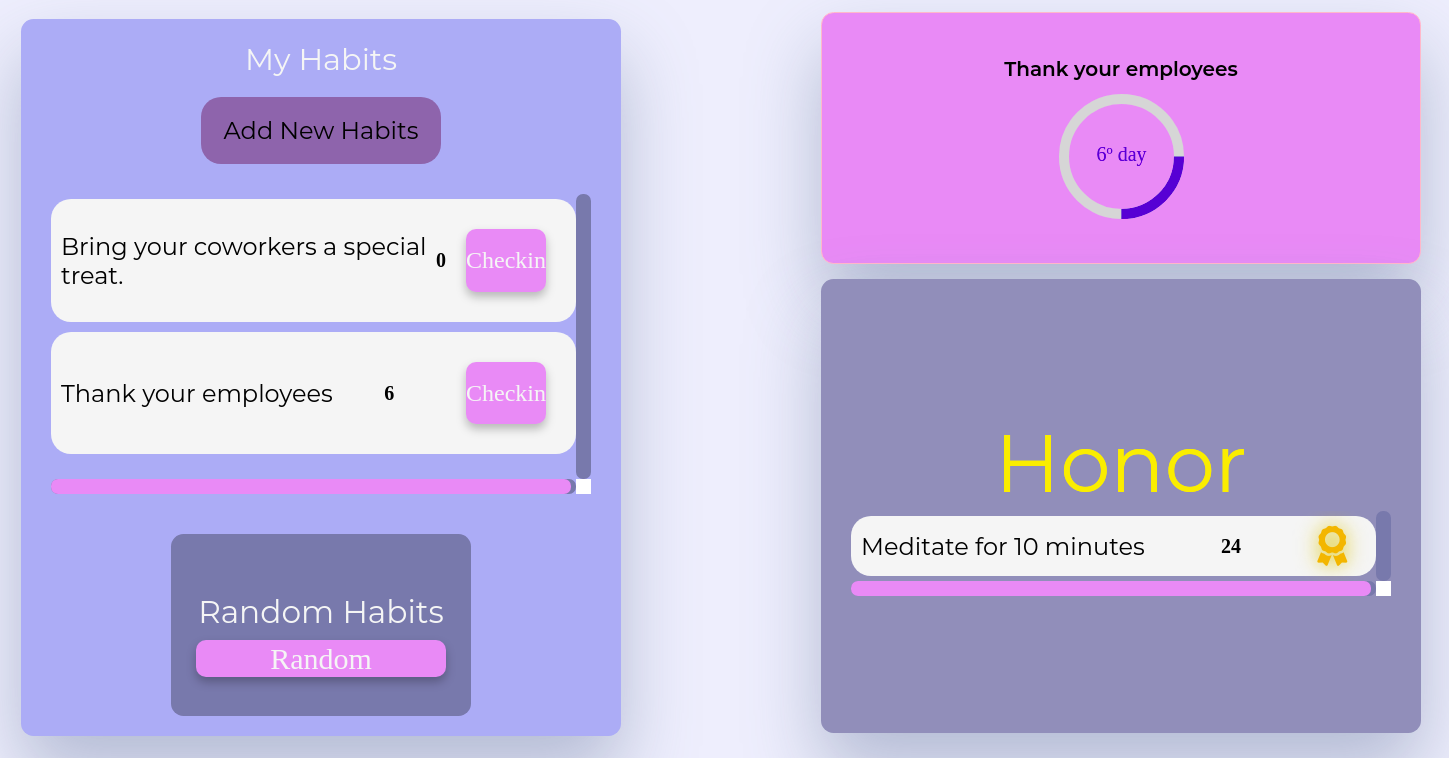 My Habits
Add New Habits
Bring your coworkers a special
treat.
0
Checkin
Thank your employees
6
Checkin
Random Habits
Random
Thank your employees
6º day
Honor
Meditate for 10 minutes
24